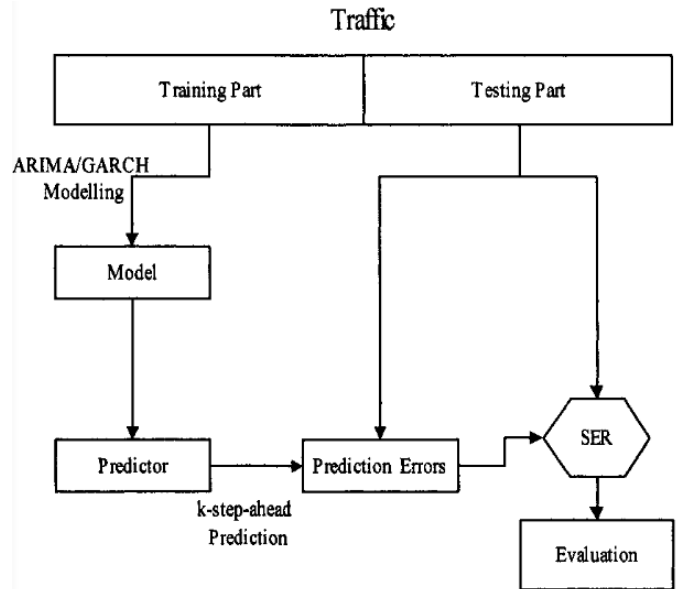 Traffic
Training Part
Testing Part
ARIMA/GARCH
Modelling
Model
Predictor
k-step-ahead
Prediction
Prediction Errors
SER
Evaluation